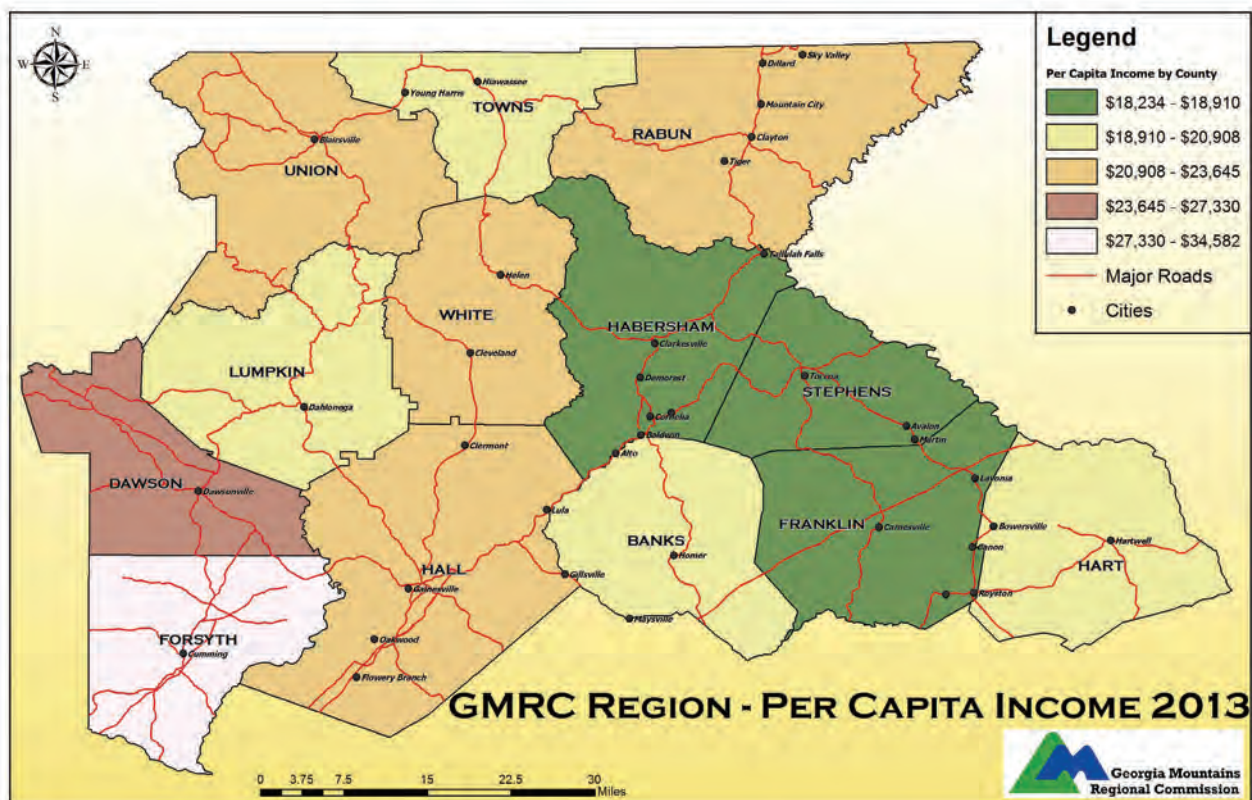 N
W E
S
Legend
Per Capita Income by County
$18,234 - $18,910
$18,910 - $20,908
$20,908 - $23,645
$23,645 - $27,330
$27,330 - $34,582
Major Roads
Cities
Sky Valley
Dillard
Hiawassee
Young Harris
TOWNS
Mountain City
RABUN
Clayton
Blairsville
Tiger
UNION
Tallulah Falls
Helen
WHITE
HABERSHAM
Clarkesville
Cleveland
LUMPKIN
Demorest
Toccoa
STEPHENS
Dahlonega
Cornelia
Avalon
Baldwin
Martin
Clermont
Alto
DAWSON
Dawsonville
Lavonia
Lula
FRANKLIN
Carnesville
Bowersville
BANKS
Hartwell
Homer
Canon
HALL
Gillsville
HART
Gainesville
Royston
Maysville
FORSYTH
Oakwood
Cumming
Flowery Branch
GMRC REGION - PER CAPITA INCOME 2013
0 3.75 7.5 15 22.5 30
Miles
Georgia Mountains
Regional Commission